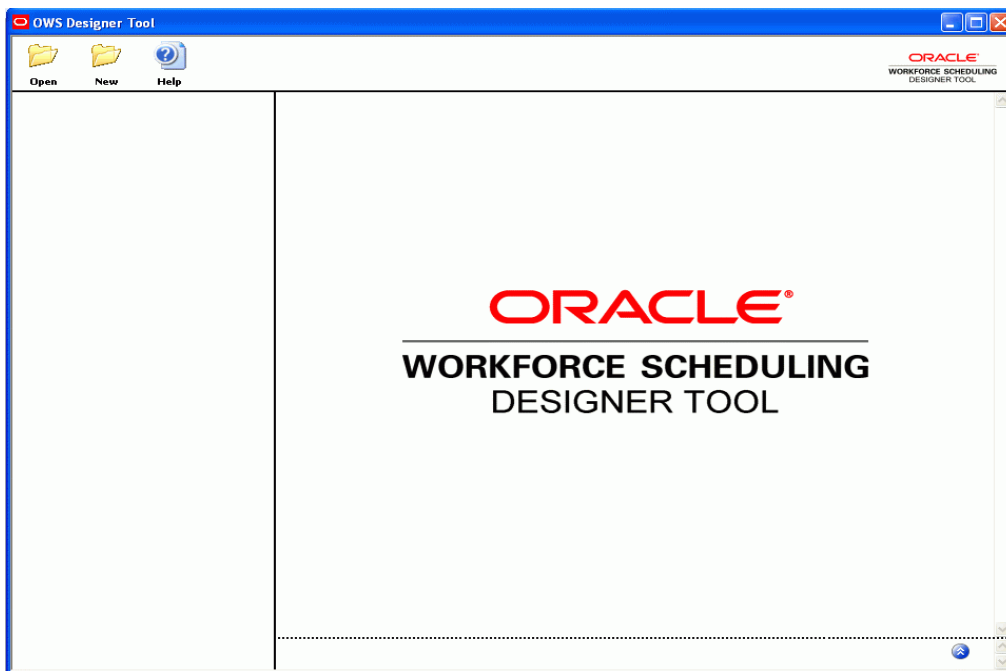 OWS Designer Tool
Open New Help
ORACLE
WORKFORCE SCHEDULING
DESIGNER TOOL
ORACLE®
WORKFORCE SCHEDULING
DESIGNER TOOL